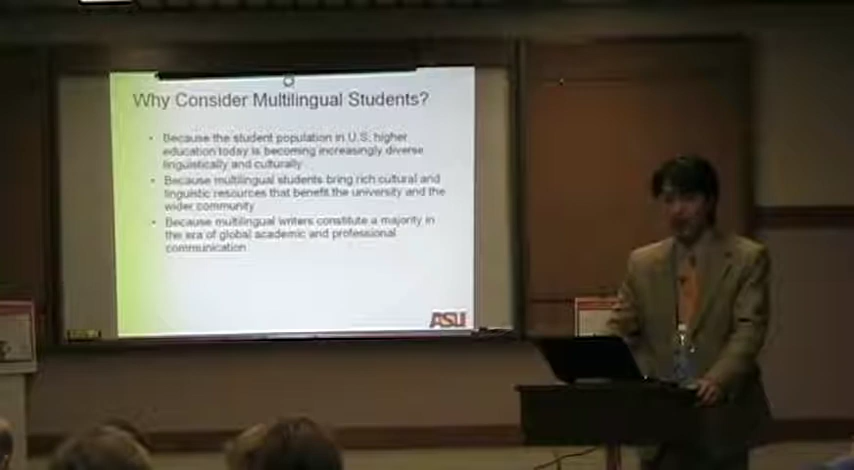 Why Consider Multilingual Students?
• Because the student population in U.S. higher
education today is becoming increasingly diverse
linguistically and culturally
• Because multilingual students bring rich cultural and
linguistic resources that benefit the university and the
wider community
• Because multilingual writers constitute a majority in
the era of global academic and professional
communication
ASU